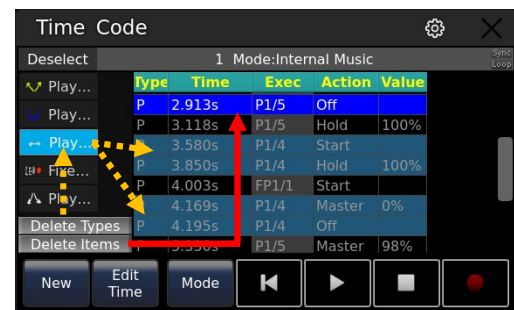 Time Code
Deselect 1 Mode:Internal Music Sync Loop
Type Time Exec Action Value
Play...
Play...
Play...
Fixe...
Play...
P 2.913s P1/5 Off
P 3.118s P1/5 Hold 100%
P 3.580s P1/4 Start
P 3.850s P1/4 Hold 100%
P 4.003s FP1/1 Start
4.169s P1/4 Master 0%
P 4.195s P1/4 Off
P1/5 Master 98%
Delete Types
Delete Items
New Edit Time Mode